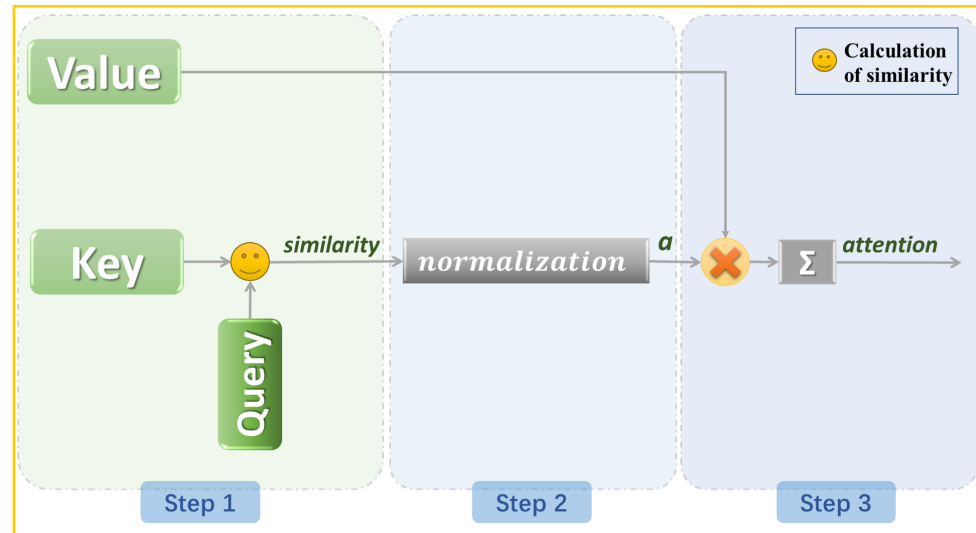 Value
Calculation
of similarity
Key
similarity
normalization
a
Σ
attention
Query
Step 1
Step 2
Step 3